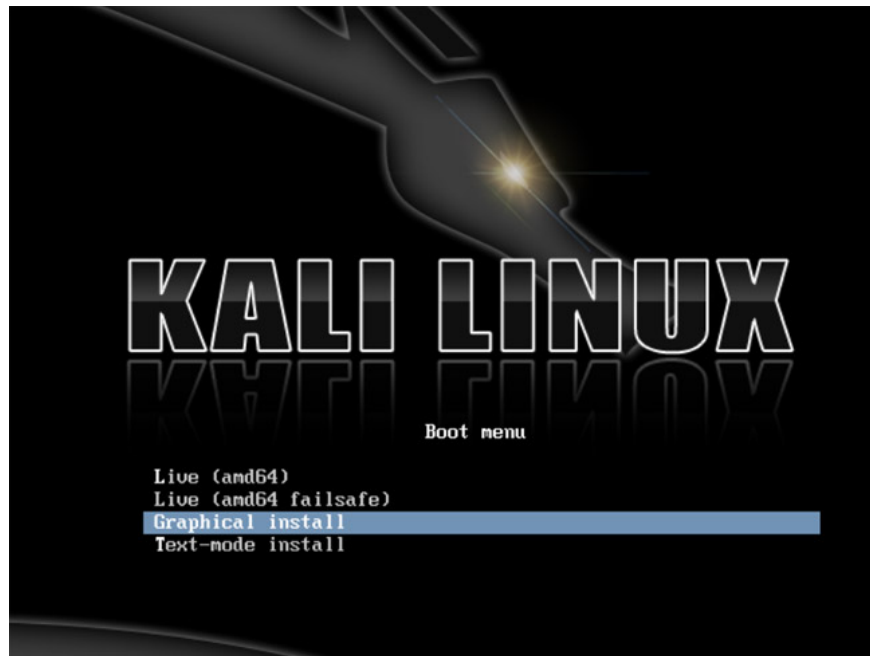 KALI LINUX
Boot menu
Live (amd64)
Live (amd64 failsafe)
Graphical install
Text-mode install